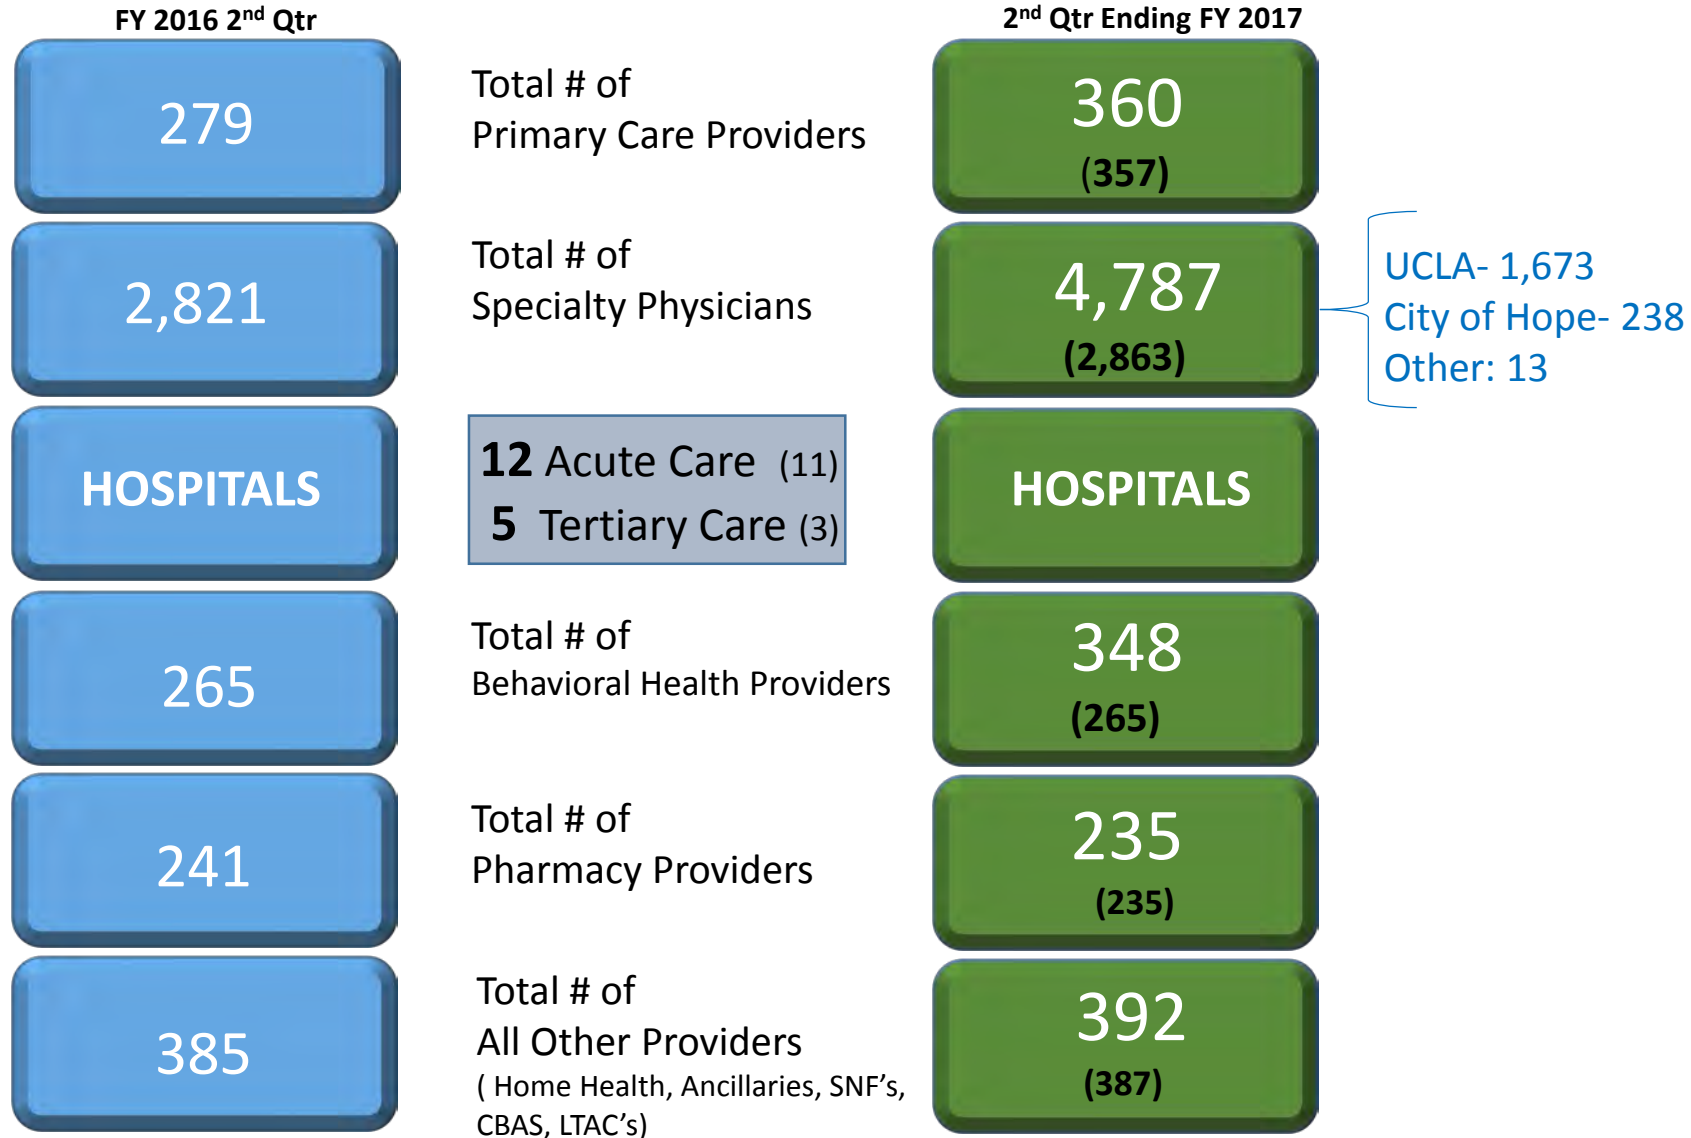 FY 2016 2nd Qtr
2nd Qtr Ending FY 2017
279
Total # of
Primary Care Providers
360
(357)
2,821
Total # of
Specialty Physicians
4,787
(2,863)
UCLA- 1,673
City of Hope- 238
Other: 13
HOSPITALS
12 Acute Care (11)
5 Tertiary Care (3)
HOSPITALS
265
Total # of
Behavioral Health Providers
348
(265)
241
Total # of
Pharmacy Providers
235
(235)
385
Total # of
All Other Providers
( Home Health, Ancillaries, SNF’s,
CBAS, LTAC’s)
392
(387)